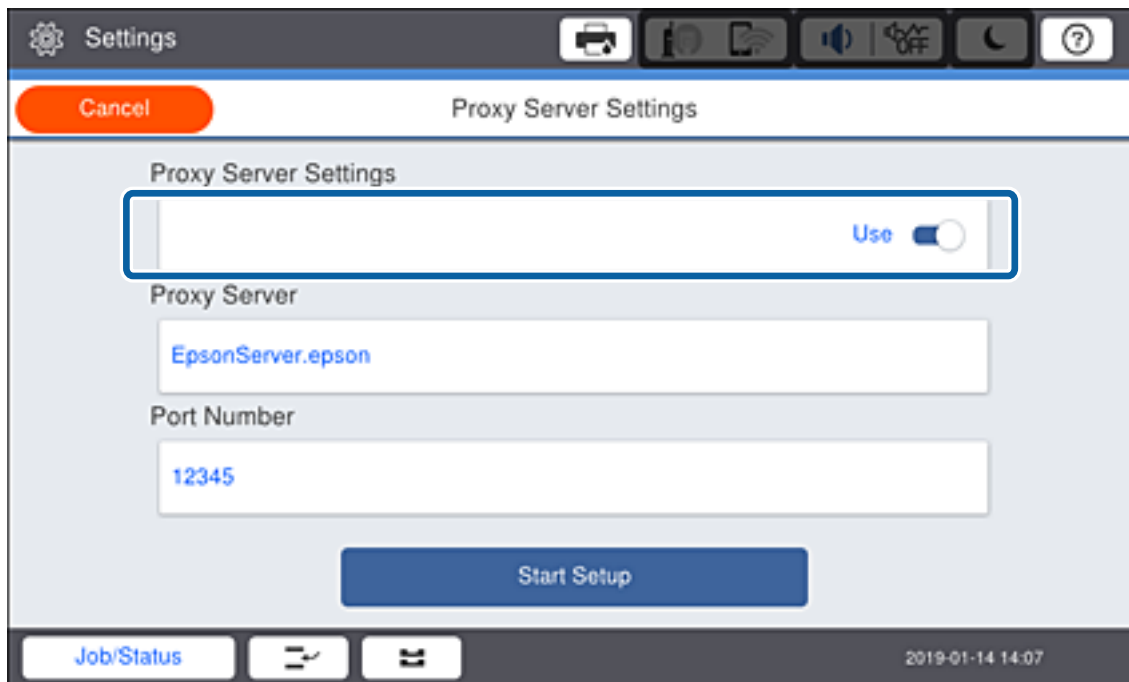 Settings
OFF
?
Cancel
Proxy Server Settings
Proxy Server Settings
Use
Proxy Server
EpsonServer.epson
Port Number
12345
Start Setup
Job/Status
2019-01-14 14:07